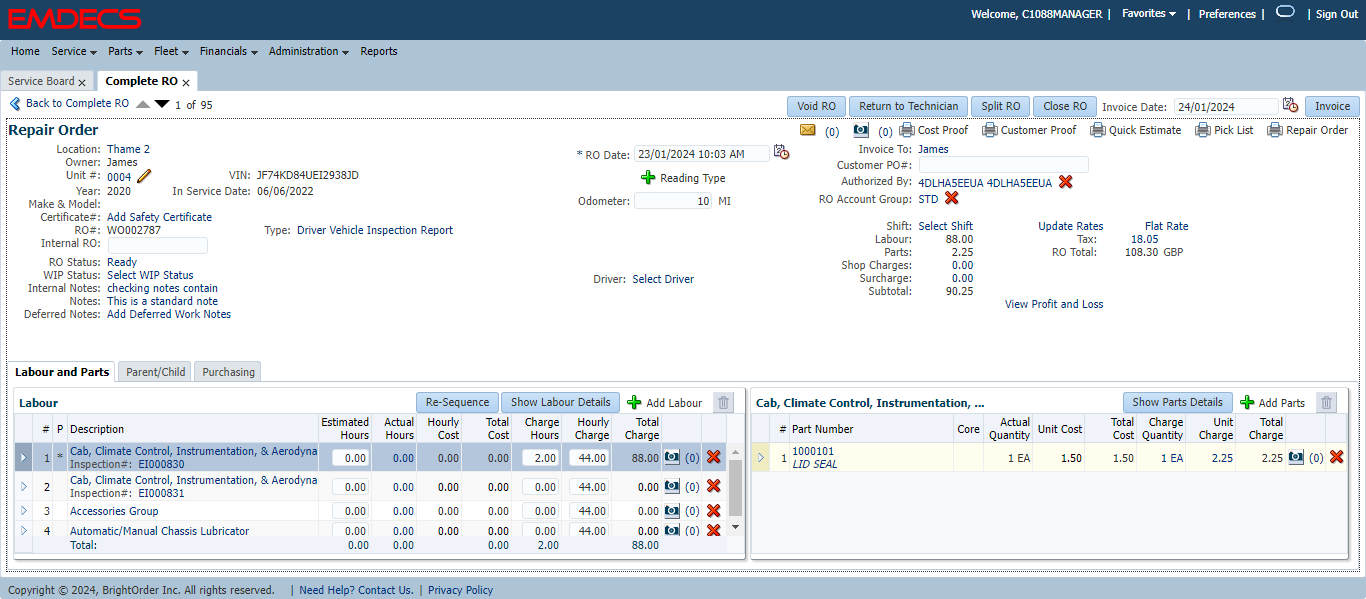 EMDECS
Welcome, C1088MANAGER | Favorites | Preferences | | Sign Out
Home Service Parts Fleet Financials Administration Reports
Service Board x Complete RO x
Back to Complete RO 1 of 95 Void RO Return to Technician Split RO Close RO Invoice Date: 24/01/2024 Invoice
Repair Order (0) (0) Cost Proof Customer Proof Quick Estimate Pick List Repair Order
Location: Thame 2 * RO Date: 23/01/2024 10:03 AM Invoice To: James
Owner: James Customer PO#:
Unit #: 0004 VIN: JF74KD84UEI2938JD Reading Type Authorized By: 4DLHA5EEUA 4DLHA5EEUA
Year: 2020 In Service Date: 06/06/2022 Odometer: 10 MI RO Account Group: STD
Make & Model:
Certificate#: Add Safety Certificate
RO#: WO002787 Type: Driver Vehicle Inspection Report Shift: Select Shift Update Rates Flat Rate
Internal RO: Labour: 88.00 Tax: 18.05
Parts: 2.25 RO Total: 108.30 GBP
RO Status: Ready Shop Charges: 0.00
WIP Status: Select WIP Status Driver: Select Driver Surcharge: 0.00
Internal Notes: checking notes contain Subtotal: 90.25
Notes: This is a standard note View Profit and Loss
Deferred Notes: Add Deferred Work Notes
Labour and Parts Parent/Child Purchasing
Labour Re-Sequence Show Labour Details Add Labour
# P Description Estimated Hours Actual Hours Hourly Cost Total Cost Charge Hours Hourly Charge Total Charge
1 * Cab, Climate Control, Instrumentation, & Aerodyna 0.00 0.00 0.00 0.00 2.00 44.00 88.00 (0)
Inspection#: EI000830
2 Cab, Climate Control, Instrumentation, & Aerodyna 0.00 0.00 0.00 0.00 0.00 44.00 0.00 (0)
Inspection#: EI000831
3 Accessories Group 0.00 0.00 0.00 0.00 0.00 44.00 0.00 (0)
4 Automatic/Manual Chassis Lubricator 0.00 0.00 0.00 0.00 0.00 44.00 0.00 (0)
Total: 0.00 0.00 0.00 2.00 88.00
Cab, Climate Control, Instrumentation, ... Show Parts Details Add Parts
# Part Number Core Actual Quantity Unit Cost Total Cost Charge Quantity Unit Charge Total Charge
1 1000101 1 EA 1.50 1.50 1 EA 2.25 2.25 (0)
LID SEAL
Copyright © 2024, BrightOrder Inc. All rights reserved. | Need Help? Contact Us. | Privacy Policy